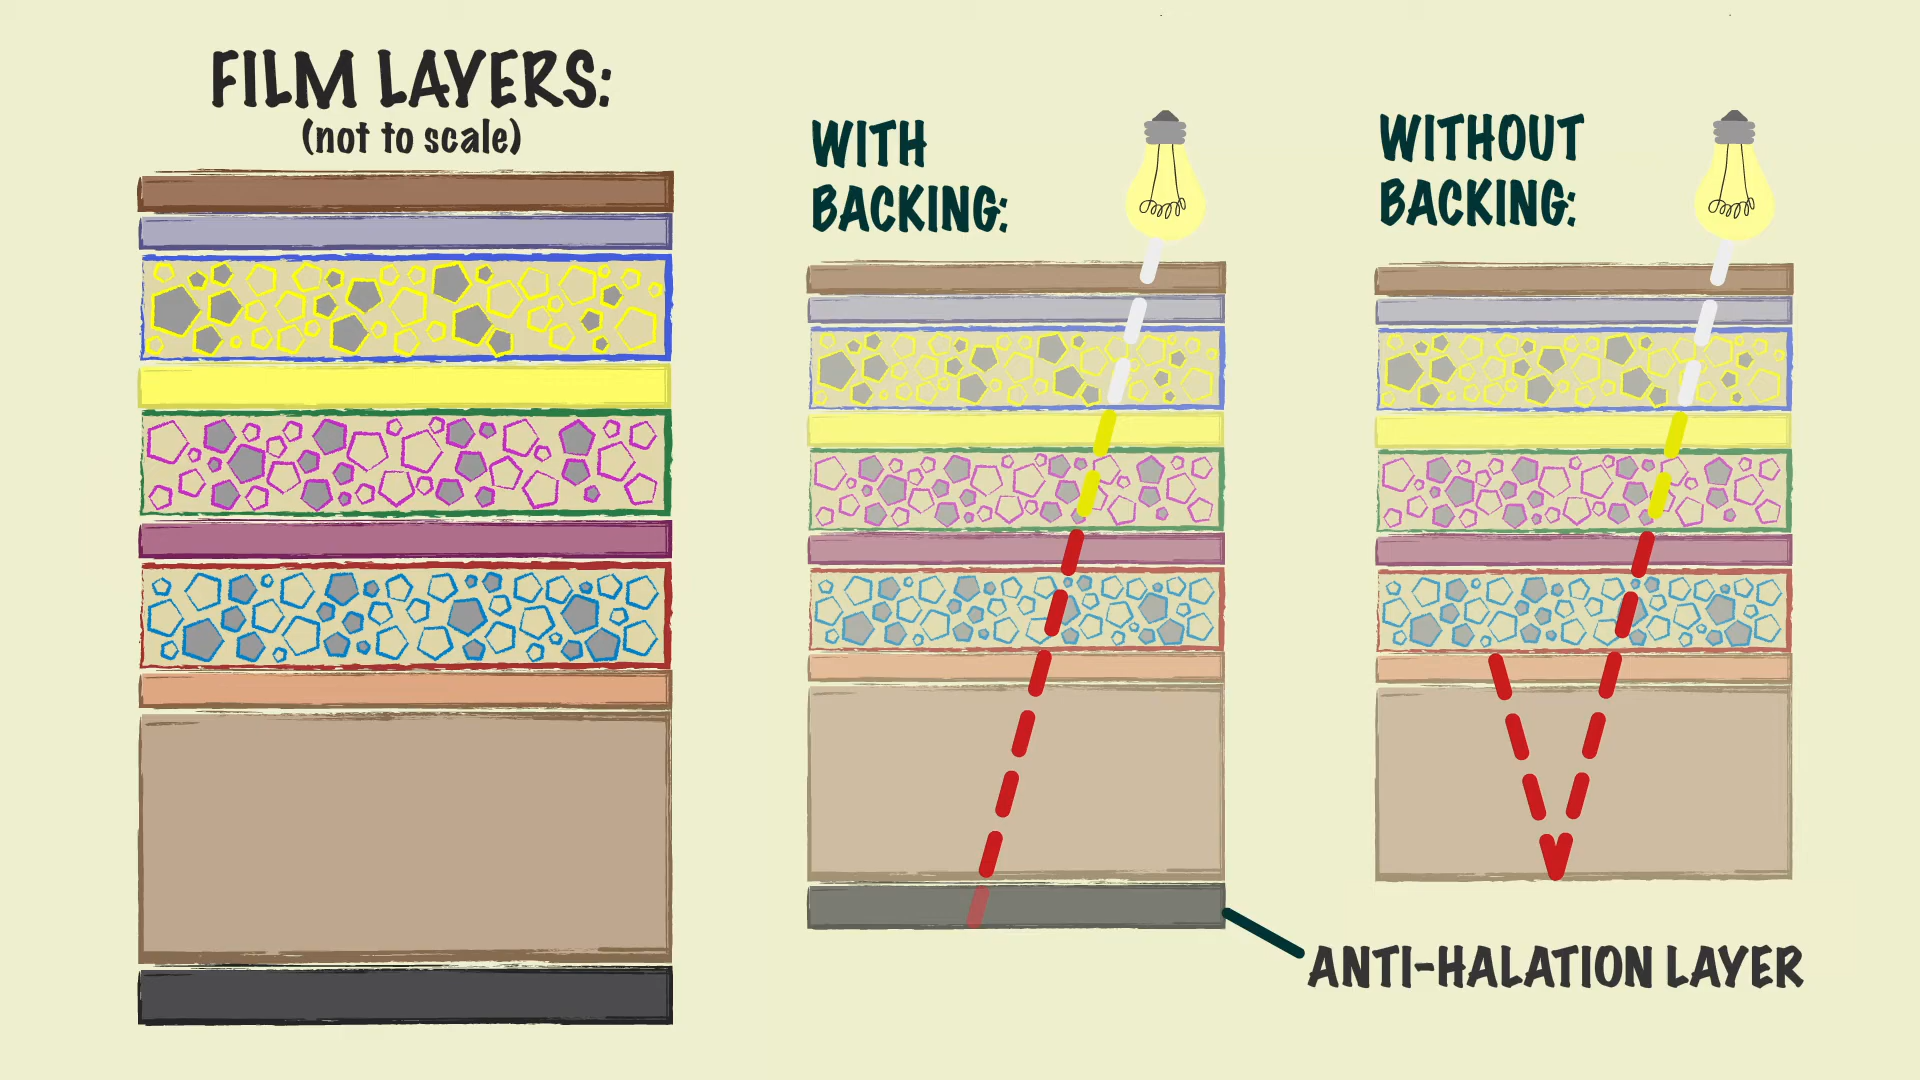 FILM LAYERS:
(not to scale)
WITH
BACKING:
WITHOUT
BACKING:
ANTI-HALATION LAYER